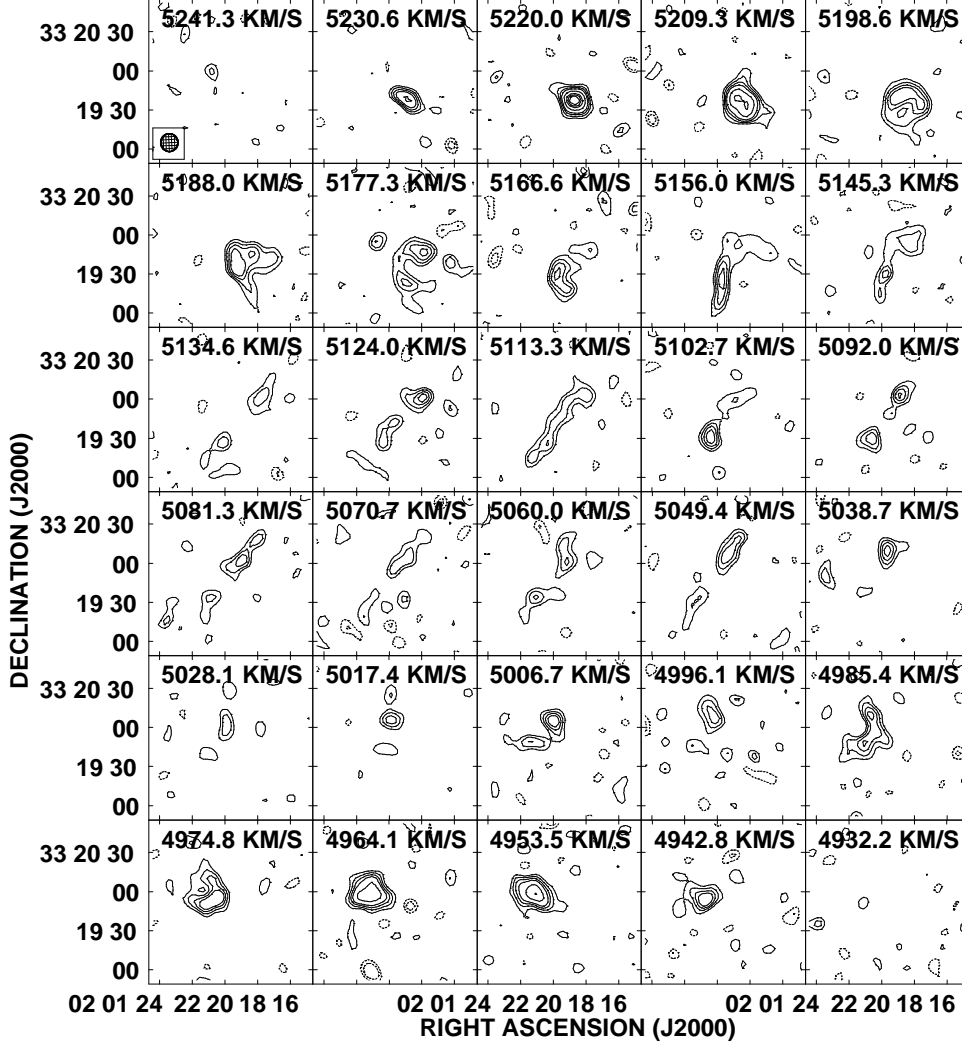 5241.3 KM/S 5230.6 KM/S 5220.0 KM/S 5209.3 KM/S 5198.6 KM/S
33 20 30
00
19 30
00
5188.0 KM/S 5177.3 KM/S 5166.6 KM/S 5156.0 KM/S 5145.3 KM/S
33 20 30
00
19 30
00
5134.6 KM/S 5124.0 KM/S 5113.3 KM/S 5102.7 KM/S 5092.0 KM/S
33 20 30
00
19 30
00
DECLINATION (J2000)
5081.3 KM/S 5070.7 KM/S 5060.0 KM/S 5049.4 KM/S 5038.7 KM/S
33 20 30
00
19 30
00
5028.1 KM/S 5017.4 KM/S 5006.7 KM/S 4996.1 KM/S 4985.4 KM/S
33 20 30
00
19 30
00
4974.8 KM/S 4964.1 KM/S 4953.5 KM/S 4942.8 KM/S 4932.2 KM/S
33 20 30
00
19 30
00
02 01 24 22 20 18 16 02 01 24 22 20 18 16 02 01 24 22 20 18 16
RIGHT ASCENSION (J2000)